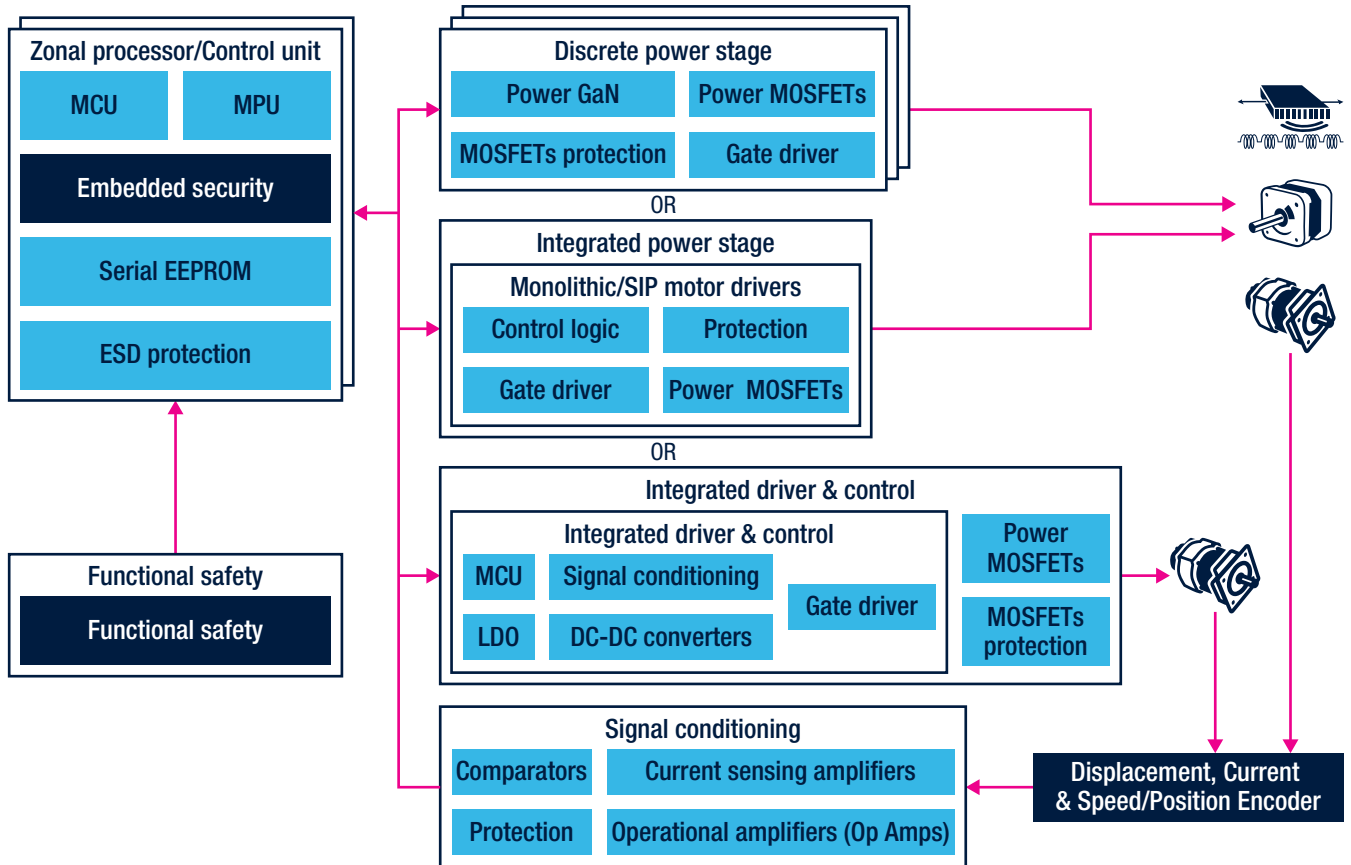 Zonal processor/Control unit
MCU
MPU
Embedded security
Serial EEPROM
ESD protection
Functional safety
Functional safety
Discrete power stage
Power GaN
Power MOSFETs
MOSFETs protection
Gate driver
OR
Integrated power stage
Monolithic/SIP motor drivers
Control logic
Protection
Gate driver
Power MOSFETs
OR
Integrated driver & control
Integrated driver & control
MCU
Signal conditioning
LDO
DC-DC converters
Gate driver
Power
MOSFETs
MOSFETs
protection
Signal conditioning
Comparators
Current sensing amplifiers
Protection
Operational amplifiers (Op Amps)
Displacement, Current
& Speed/Position Encoder